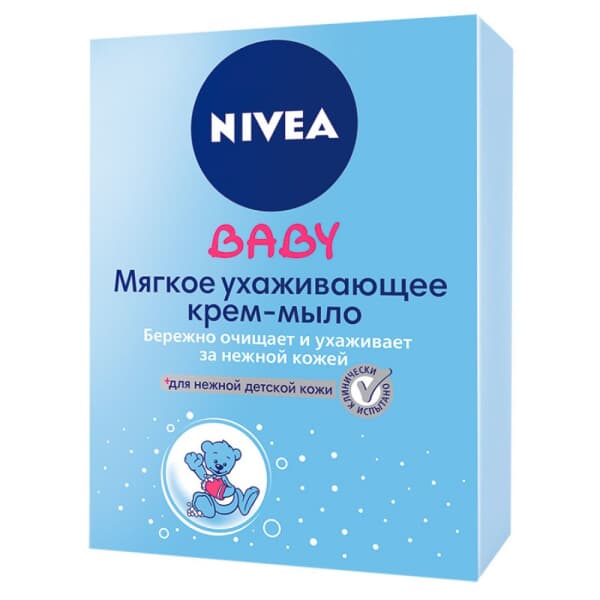 NIVEA
BABY
Мягкое ухаживающее
крем-мыло
Бережно очищает и ухаживает
за нежной кожей
+для нежной детской кожи
КЛИНИЧЕСКИ ИСПЫТАНО